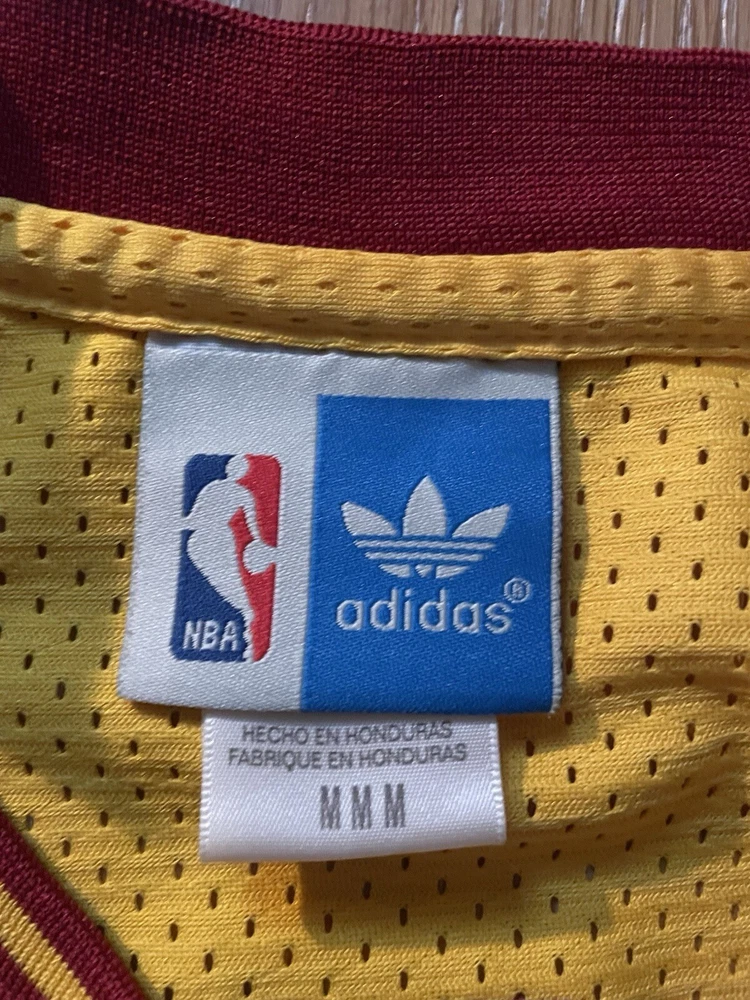 NBA
adidas®
HECHO EN HONDURAS
FABRIQUE EN HONDURAS
M M M